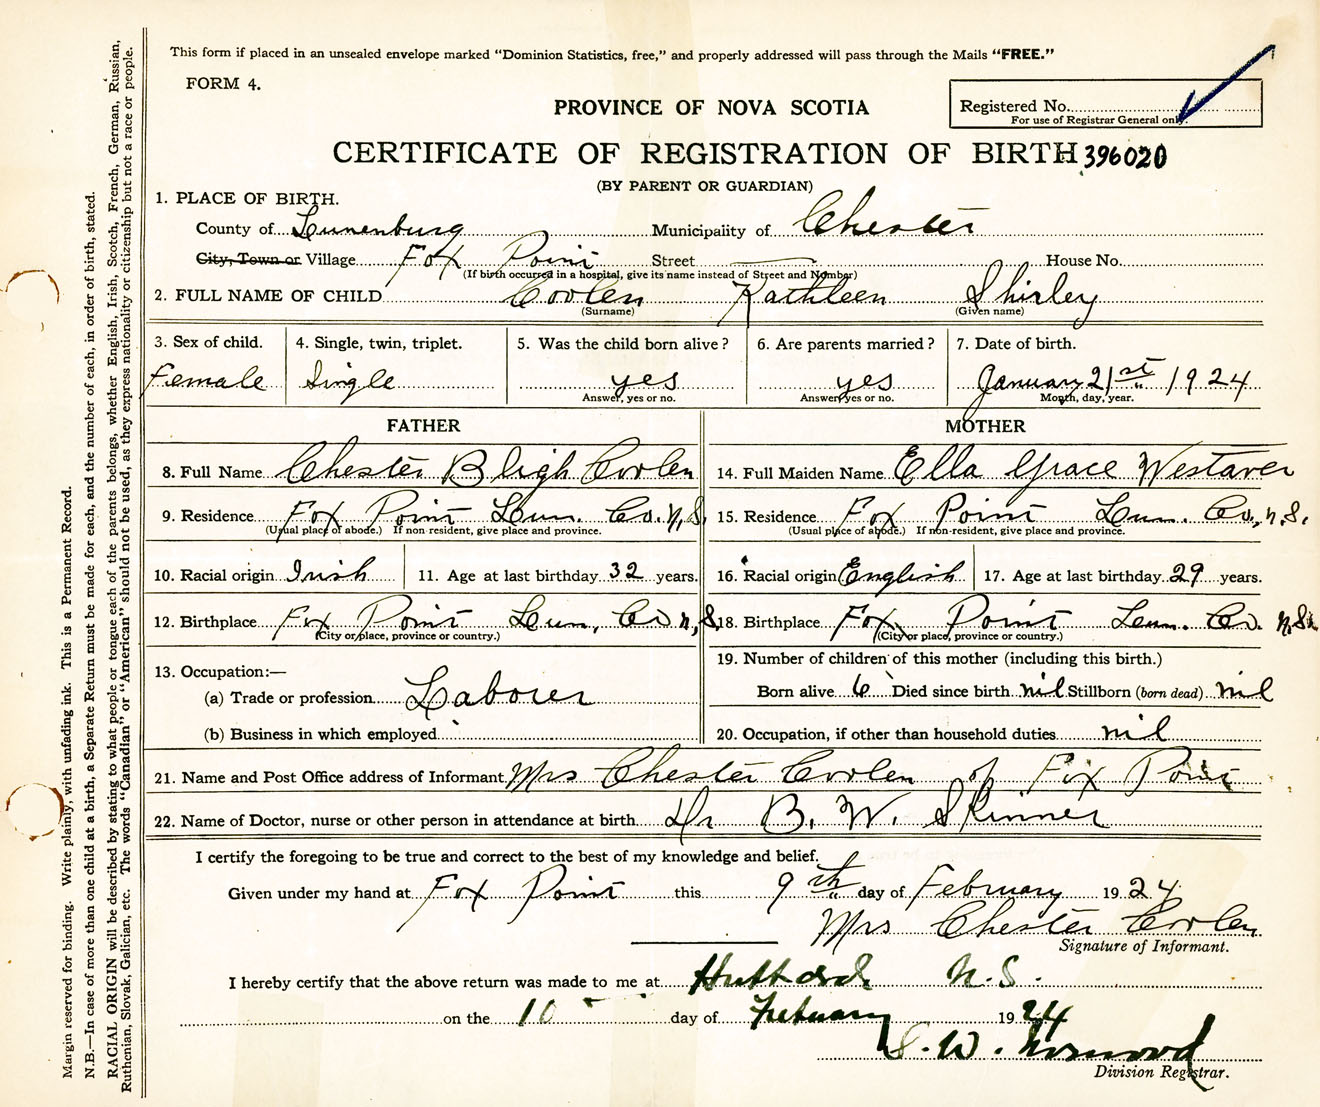 This form if placed in an unsealed envelope marked "Dominion Statistics, free," and properly addressed will pass through the Mails "FREE."
FORM 4.
Registered No.
For use of Registrar General only.
PROVINCE OF NOVA SCOTIA
CERTIFICATE OF REGISTRATION OF BIRTH 396020
(BY PARENT OR GUARDIAN)
1. PLACE OF BIRTH.
County of Lunenburg Municipality of Chester
City, Town or Village Fox Point Street House No.
(If birth occurred in a hospital, give its name instead of Street and Number)
2. FULL NAME OF CHILD Coolen Kathleen Shirley
(Surname) (Given name)
3. Sex of child. 4. Single, twin, triplet. 5. Was the child born alive? 6. Are parents married? 7. Date of birth.
Female Single yes yes January 21st 1924
Answer, yes or no. Answer, yes or no. Month, day, year.
FATHER MOTHER
8. Full Name Chester Bligh Coolen 14. Full Maiden Name Ella Grace Westaver
9. Residence Fox Point Lun. Co. N.S. 15. Residence Fox Point Lun. Co., N.S.
(Usual place of abode.) If non-resident, give place and province. (Usual place of abode.) If non-resident, give place and province.
10. Racial origin Irish 11. Age at last birthday 32 years. 16. Racial origin English 17. Age at last birthday 29 years.
12. Birthplace Fox Point Lun. Co N.S. 18. Birthplace Fox Point Lun. Co. N.S.
(City or place, province or country.) (City or place, province or country.)
13. Occupation:— 19. Number of children of this mother (including this birth.)
(a) Trade or profession Laborer Born alive 6 Died since birth nil Stillborn (born dead) nil
(b) Business in which employed 20. Occupation, if other than household duties nil
21. Name and Post Office address of Informant Mrs Chester Coolen of Fox Point
22. Name of Doctor, nurse or other person in attendance at birth Dr B. W. Skinner
I certify the foregoing to be true and correct to the best of my knowledge and belief.
Given under my hand at Fox Point this 9th day of February 1924
Mrs Chester Coolen
Signature of Informant.
I hereby certify that the above return was made to me at N.S.
on the 10 day of February 1924
S. W. Norwood
Division Registrar.
Margin reserved for binding. Write plainly, with unfading ink. This is a Permanent Record.
N.B.—In case of more than one child at a birth, a Separate Return must be made for each, and the number of each, in order of birth, stated.
RACIAL ORIGIN will be described by stating to what people or tongue each of the parents belongs, whether English, Irish, Scotch, French, German, Russian,
Ruthenian, Slovak, Galician, etc. The words "Canadian" or "American" should not be used, as they express nationality or citizenship but not a race or people.